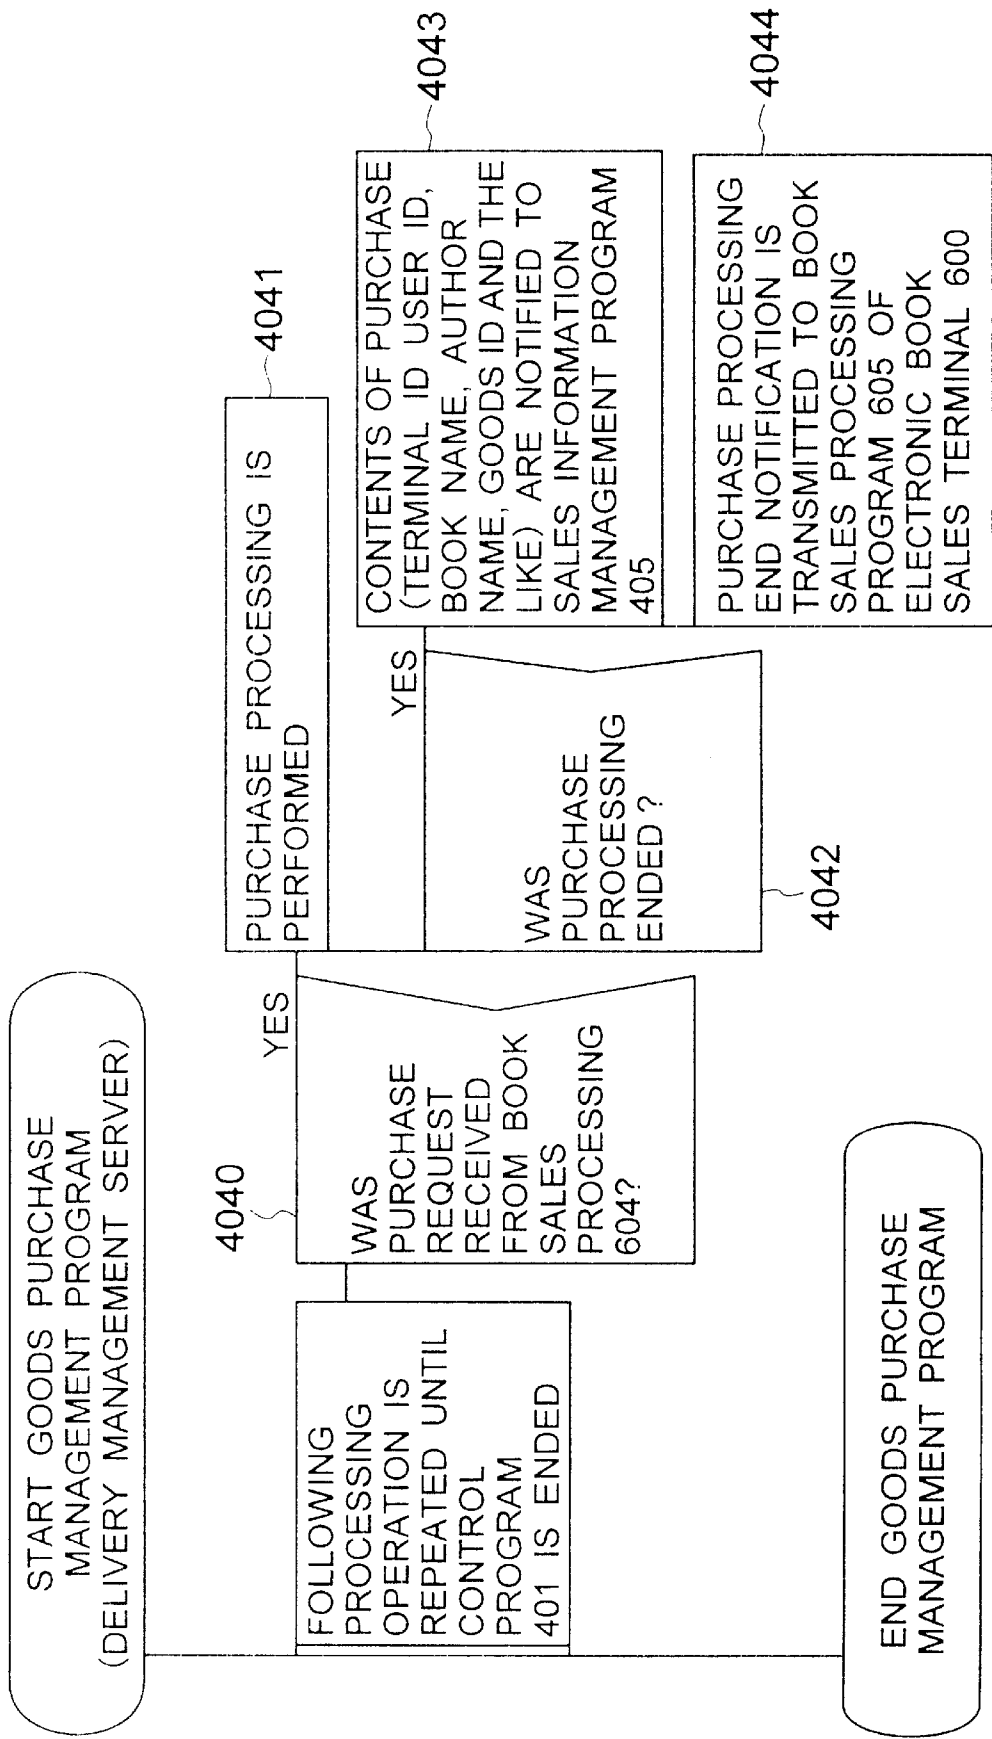 START GOODS PURCHASE
MANAGEMENT PROGRAM
(DELIVERY MANAGEMENT SERVER)
FOLLOWING
PROCESSING
OPERATION IS
REPEATED UNTIL
CONTROL
PROGRAM
401 IS ENDED
4040
WAS
PURCHASE
REQUEST
RECEIVED
FROM BOOK
SALES
PROCESSING
604?
YES
4041
PURCHASE PROCESSING IS
PERFORMED
4042
WAS
PURCHASE
PROCESSING
ENDED ?
YES
4043
CONTENTS OF PURCHASE
(TERMINAL ID USER ID,
BOOK NAME, AUTHOR
NAME, GOODS ID AND THE
LIKE) ARE NOTIFIED TO
SALES INFORMATION
MANAGEMENT PROGRAM
405
4044
PURCHASE PROCESSING
END NOTIFICATION IS
TRANSMITTED TO BOOK
SALES PROCESSING
PROGRAM 605 OF
ELECTRONIC BOOK
SALES TERMINAL 600
END GOODS PURCHASE
MANAGEMENT PROGRAM